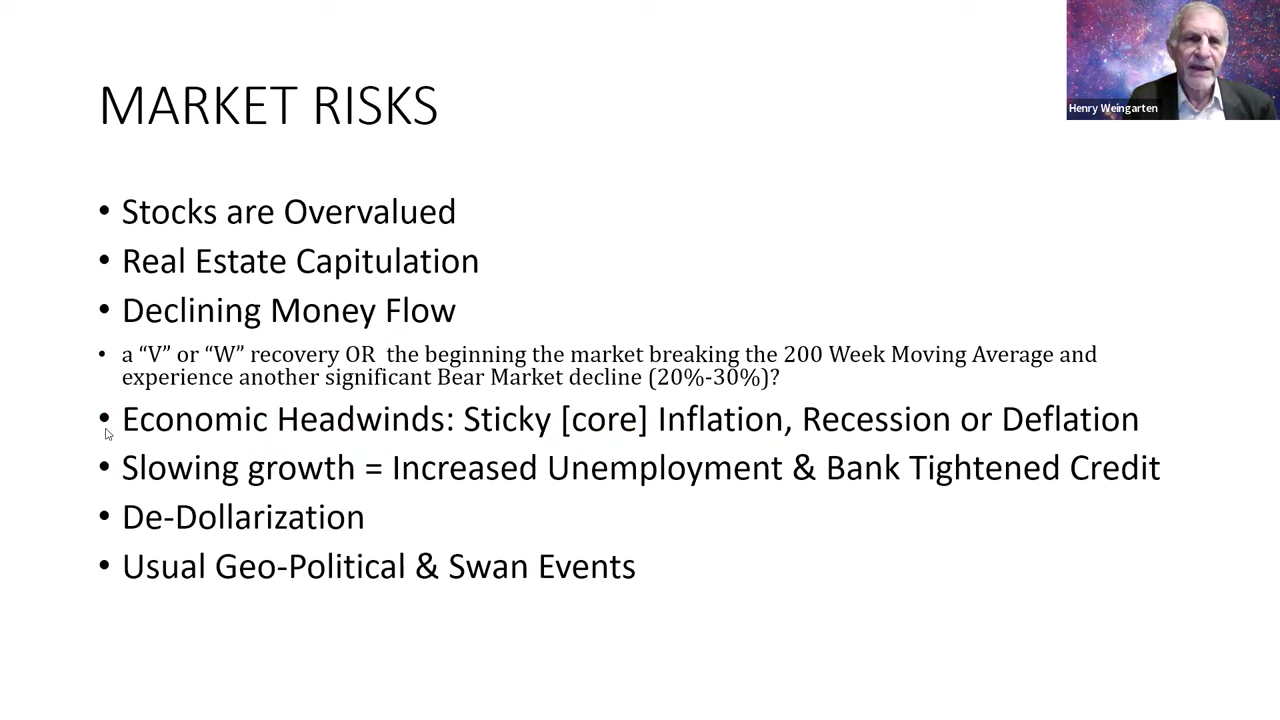 Henry Weingarten
MARKET RISKS
• Stocks are Overvalued
• Real Estate Capitulation
• Declining Money Flow
• a “V” or “W” recovery OR  the beginning the market breaking the 200 Week Moving Average and
experience another significant Bear Market decline (20%-30%)?
• Economic Headwinds: Sticky [core] Inflation, Recession or Deflation
• Slowing growth = Increased Unemployment & Bank Tightened Credit
• De-Dollarization
• Usual Geo-Political & Swan Events